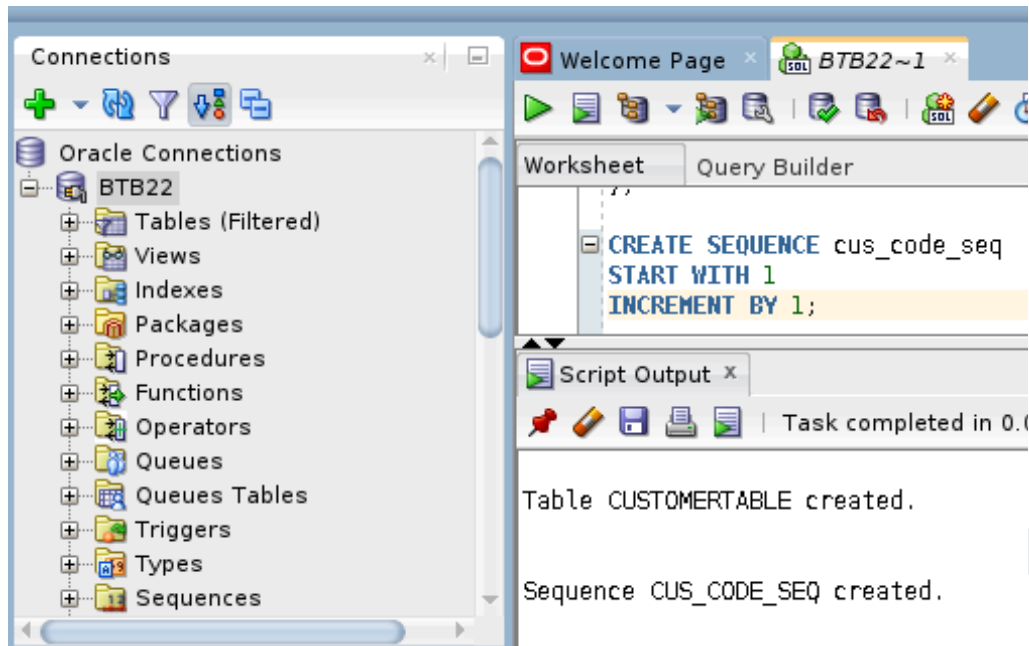 Connections
Oracle Connections
BTB22
Tables (Filtered)
Views
Indexes
Packages
Procedures
Functions
Operators
Queues
Queues Tables
Triggers
Types
Sequences
Welcome Page
BTB22~1
Worksheet
Query Builder
CREATE SEQUENCE cus_code_seq
START WITH 1
INCREMENT BY 1;
Script Output
Task completed in 0.
Table CUSTOMERTABLE created.
Sequence CUS_CODE_SEQ created.